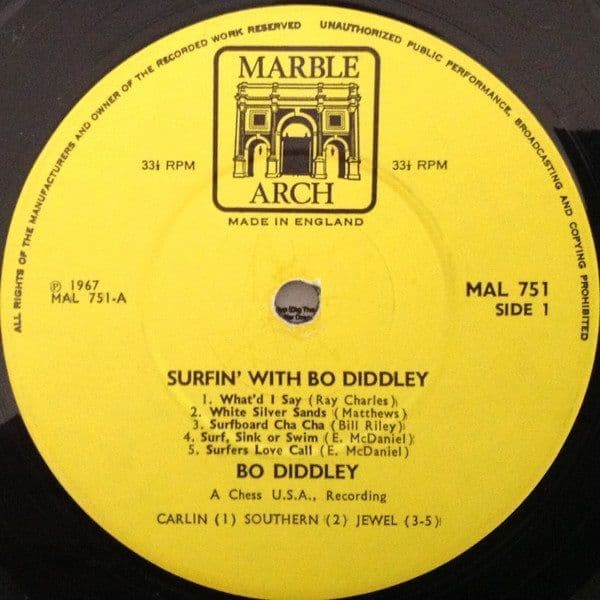 ALL RIGHTS OF THE MANUFACTURERS AND OWNER OF THE RECORDED WORK RESERVED UNAUTHORIZED PUBLIC PERFORMANCE, BROADCASTING AND COPYING PROHIBITED
MARBLE
ARCH
33⅓ RPM 33⅓ RPM
MADE IN ENGLAND
℗ 1967
MAL 751-A
MAL 751
SIDE 1
SURFIN' WITH BO DIDDLEY
1. What'd I Say (Ray Charles)
2. White Silver Sands (Matthews)
3. Surfboard Cha Cha (Bill Riley)
4. Surf, Sink or Swim (E. McDaniel)
5. Surfers Love Call (E. McDaniel)
BO DIDDLEY
A Chess U.S.A., Recording
CARLIN (1) SOUTHERN (2) JEWEL (3-5)